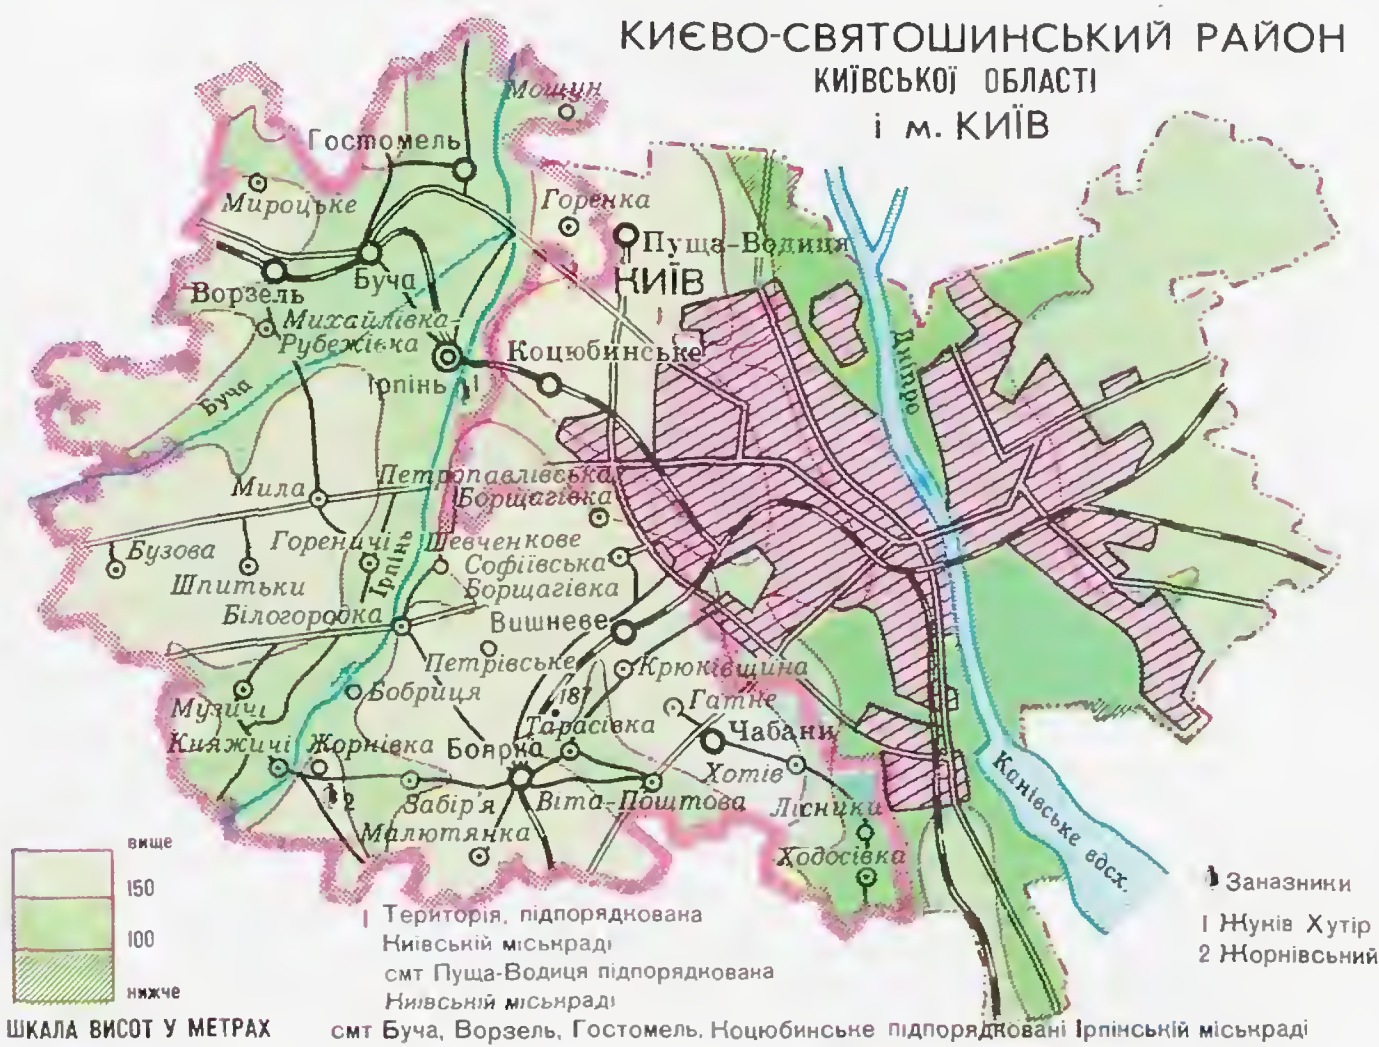 КИЄВО-СВЯТОШИНСЬКИЙ РАЙОН
КИЇВСЬКОЇ ОБЛАСТІ
і м. КИЇВ
Мощун
Гостомель
Мироцьке
Горенка
Пуща-Водиця
КИЇВ
І
Буча
Ворзель
Михайлівка-
Рубежівка
Коцюбинське
Ірпінь
1
Буча
Дніпро
Петропавлівська
Борщагівка
Мила
Бузова
Гореничі
Шевченкове
Софіївська
Борщагівка
Шпитьки
Ірпінь
Білогородка
Вишневе
Петрівське
Крюківщина
Бобриця
187
Гатне
Музичі
Тарасівка
Чабани
Княжичі
Жорнівка
Боярка
Хотів
2
Забір'я
Віта-Поштова
Лісники
Малютянка
Ходосівка
Канівське вдсх.
вище
150
100
нижче
ШКАЛА ВИСОТ У МЕТРАХ
І Територія, підпорядкована
Київській міськраді
смт Пуща-Водиця підпорядкована
Київській міськраді
смт Буча, Ворзель, Гостомель, Коцюбинське підпорядковані Ірпінській міськраді
Заказники
1 Жуків Хутір
2 Жорнівський